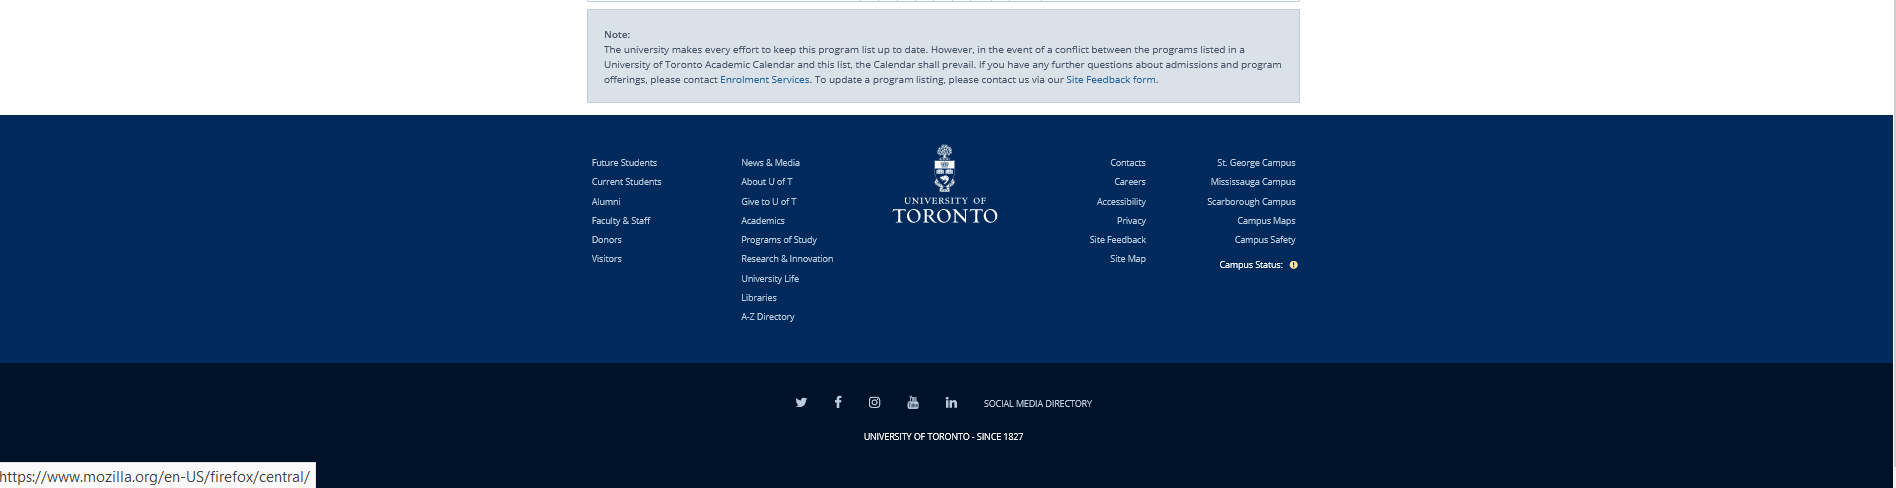 Note:
The university makes every effort to keep this program list up to date. However, in the event of a conflict between the programs listed in a
University of Toronto Academic Calendar and this list, the Calendar shall prevail. If you have any further questions about admissions and program
offerings, please contact Enrolment Services. To update a program listing, please contact us via our Site Feedback form.
Future Students
Current Students
Alumni
Faculty & Staff
Donors
Visitors
News & Media
About U of T
Give to U of T
Academics
Programs of Study
Research & Innovation
University Life
Libraries
A-Z Directory
UNIVERSITY OF
TORONTO
Contacts
Careers
Accessibility
Privacy
Site Feedback
Site Map
St. George Campus
Mississauga Campus
Scarborough Campus
Campus Maps
Campus Safety
Campus Status:
SOCIAL MEDIA DIRECTORY
UNIVERSITY OF TORONTO - SINCE 1827
https://www.mozilla.org/en-US/firefox/central/